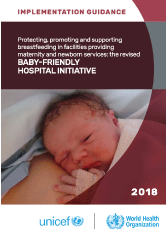 IMPLEMENTATION GUIDANCE
Protecting, promoting and supporting
breastfeeding in facilities providing
maternity and newborn services: the revised
BABY-FRIENDLY
HOSPITAL INITIATIVE
2018
unicef
World Health
Organization